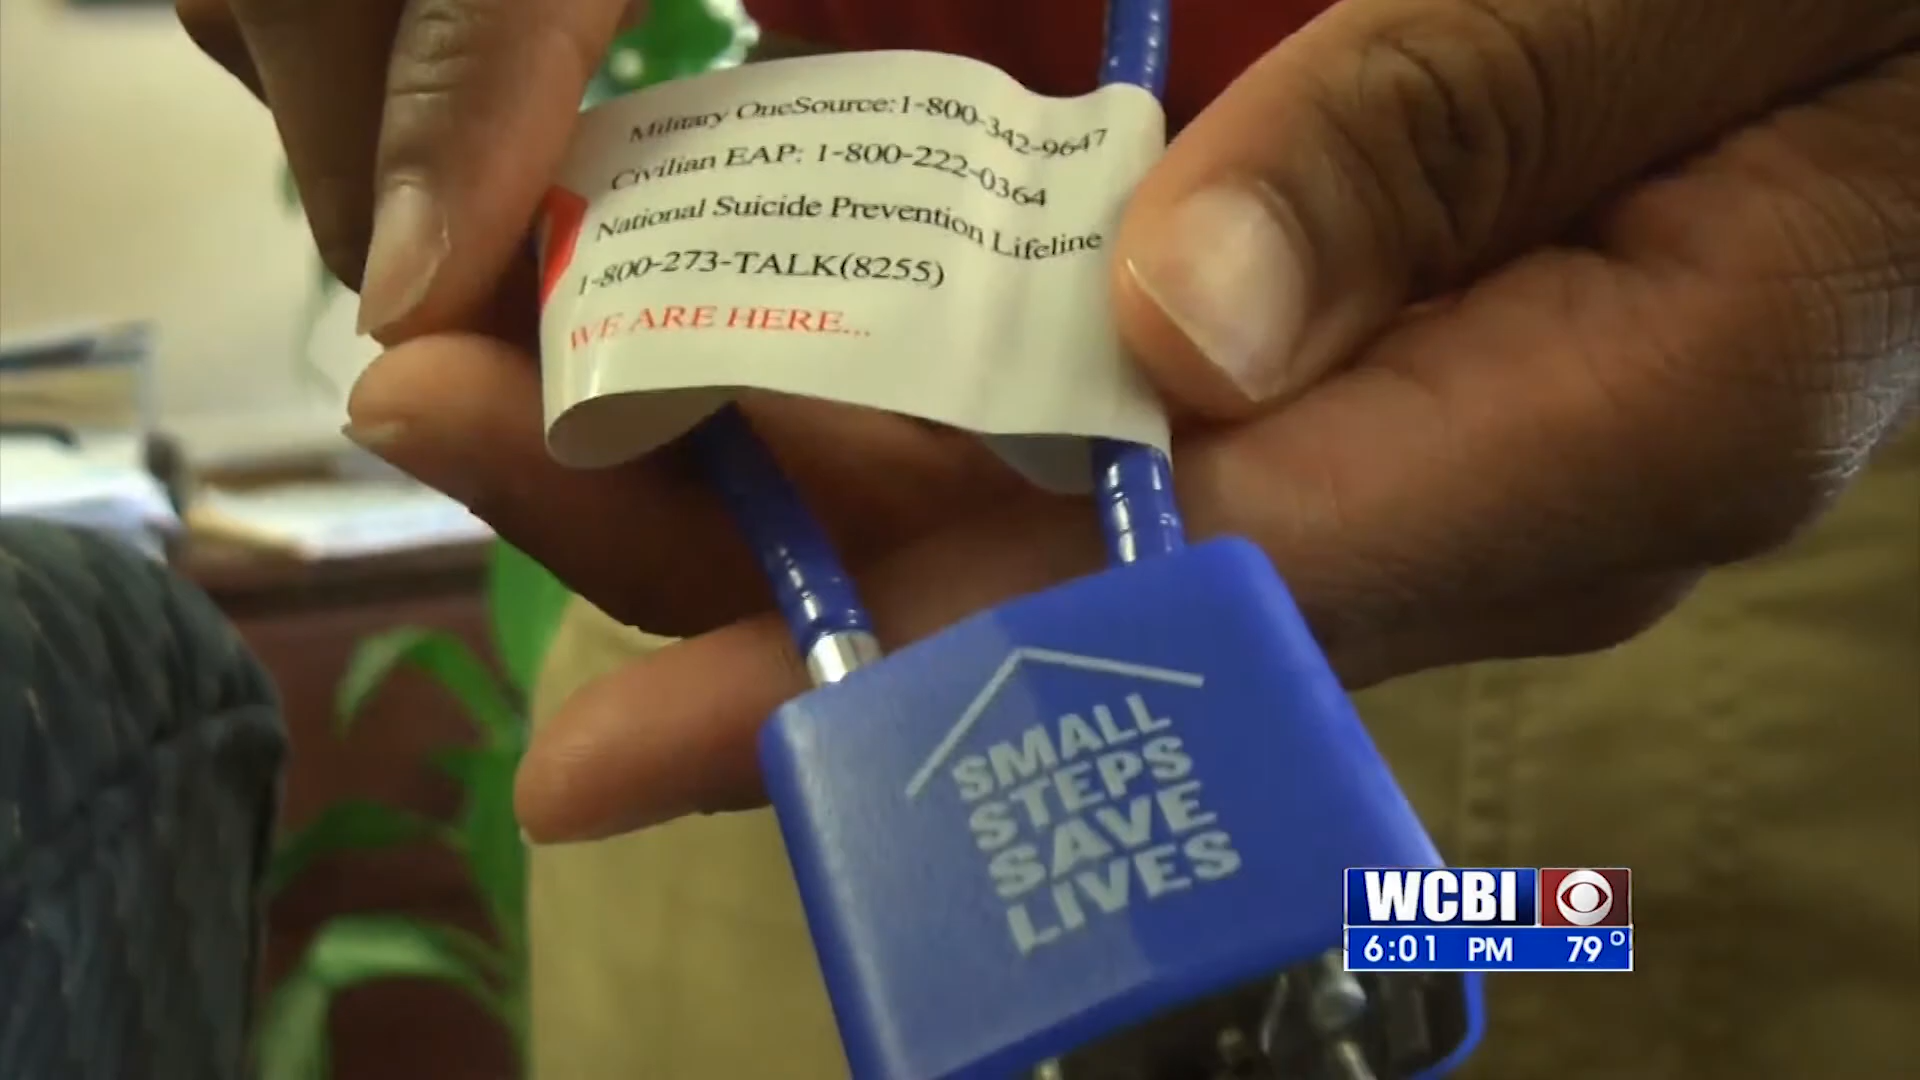 Military OneSource:1-800-342-9647
Civilian EAP: 1-800-222-0364
National Suicide Prevention Lifeline
1-800-273-TALK(8255)
WE ARE HERE...
SMALL
STEPS
SAVE
LIVES
WCBI
6:01 PM 79°